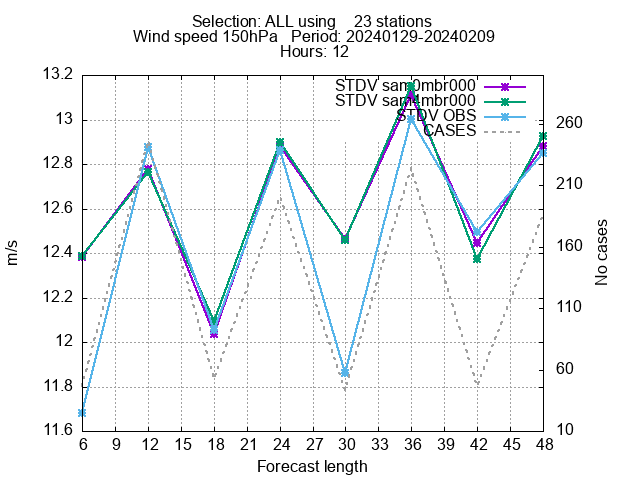 Selection: ALL using    23 stations
Wind speed 150hPa   Period: 20240129-20240209
Hours: 12
STDV sam0mbr000
STDV sam4mbr000
STDV OBS
CASES
13.2
13
12.8
12.6
12.4
12.2
12
11.8
11.6
m/s
260
210
160
110
60
10
No cases
6 9 12 15 18 21 24 27 30 33 36 39 42 45 48
Forecast length